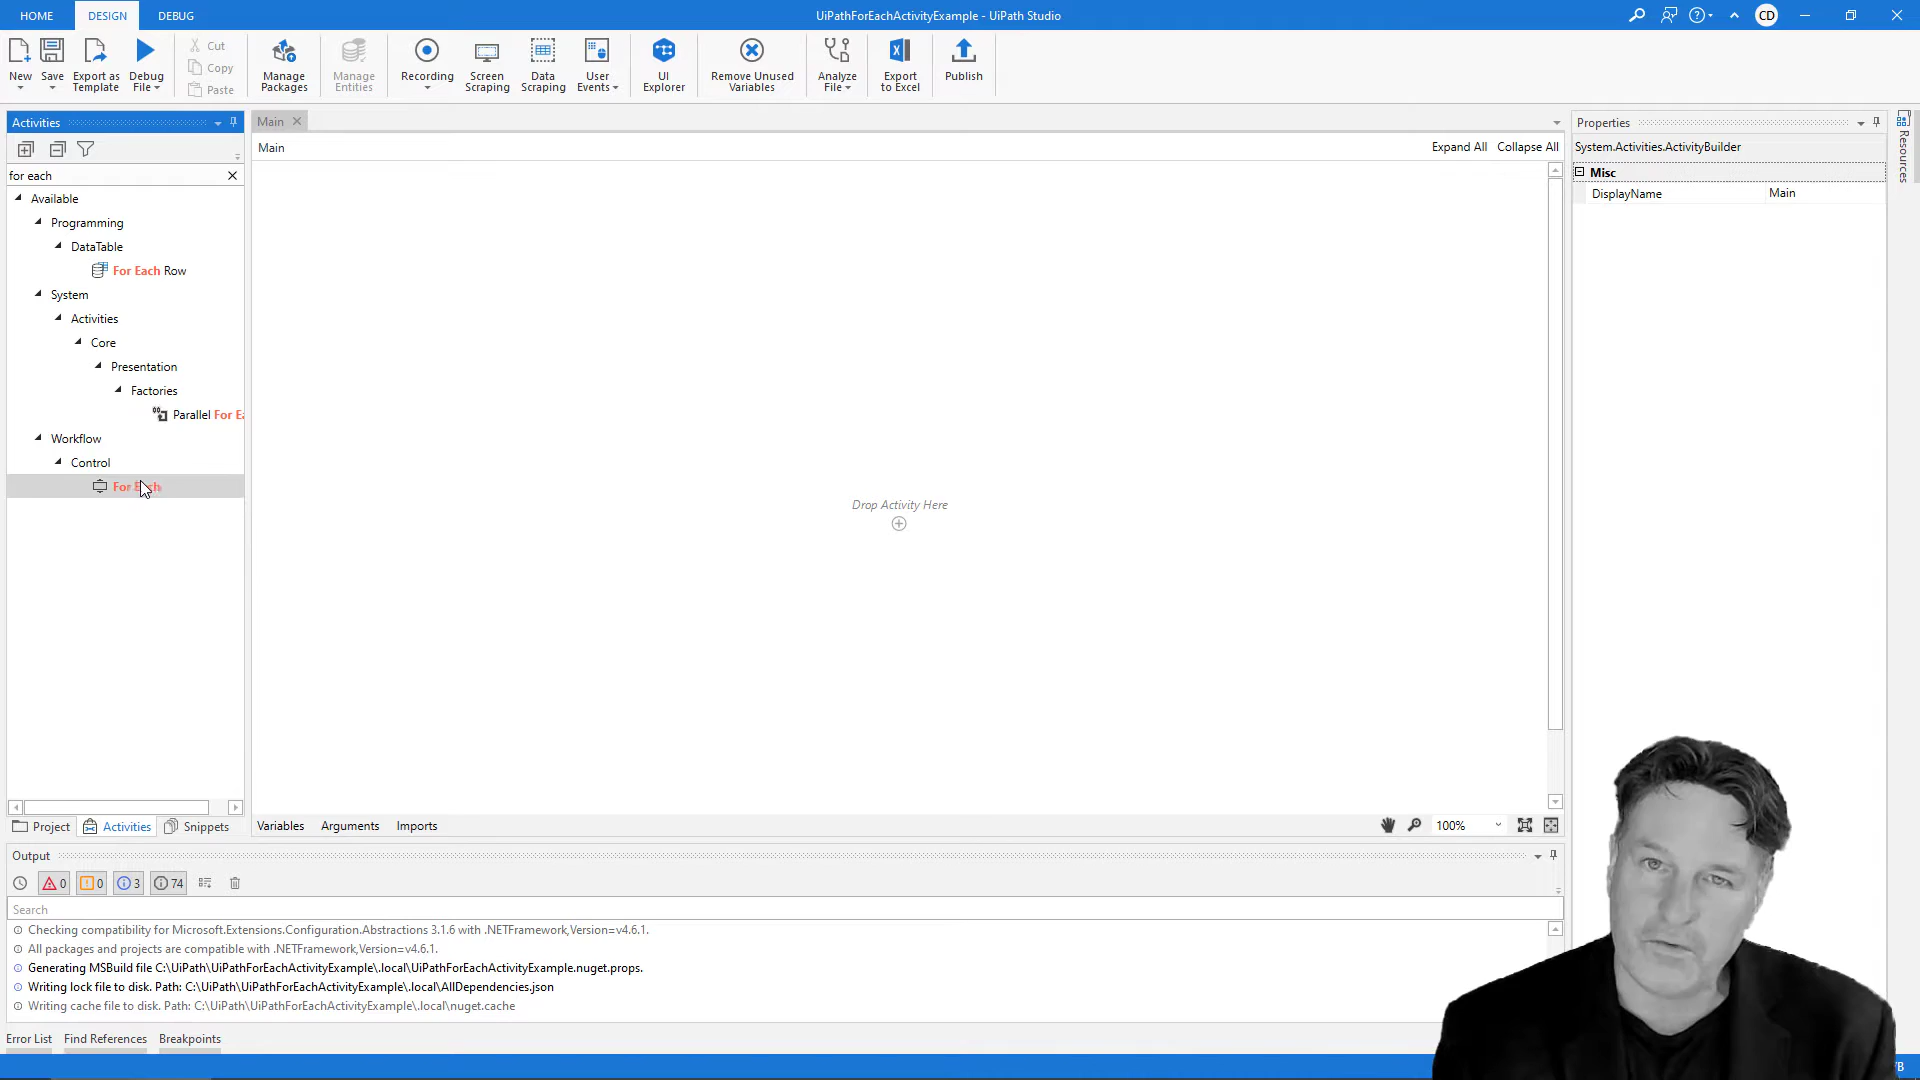 HOME DESIGN DEBUG UiPathForEachActivityExample - UiPath Studio CD
New Save Export as Template Debug File Cut Copy Paste Manage Packages Manage Entities Recording Screen Scraping Data Scraping User Events UI Explorer Remove Unused Variables Analyze File Export to Excel Publish
Activities
for each
Available
Programming
DataTable
For Each Row
System
Activities
Core
Presentation
Factories
Parallel For Ea
Workflow
Control
For Each
Project Activities Snippets
Main
Main Expand All Collapse All
Drop Activity Here
Variables Arguments Imports 100%
Properties
System.Activities.ActivityBuilder
Misc
DisplayName Main
Resources
Output
0 0 3 74
Search
Checking compatibility for Microsoft.Extensions.Configuration.Abstractions 3.1.6 with .NETFramework,Version=v4.6.1.
All packages and projects are compatible with .NETFramework,Version=v4.6.1.
Generating MSBuild file C:\UiPath\UiPathForEachActivityExample\.local\UiPathForEachActivityExample.nuget.props.
Writing lock file to disk. Path: C:\UiPath\UiPathForEachActivityExample\.local\AllDependencies.json
Writing cache file to disk. Path: C:\UiPath\UiPathForEachActivityExample\.local\nuget.cache
Error List Find References Breakpoints